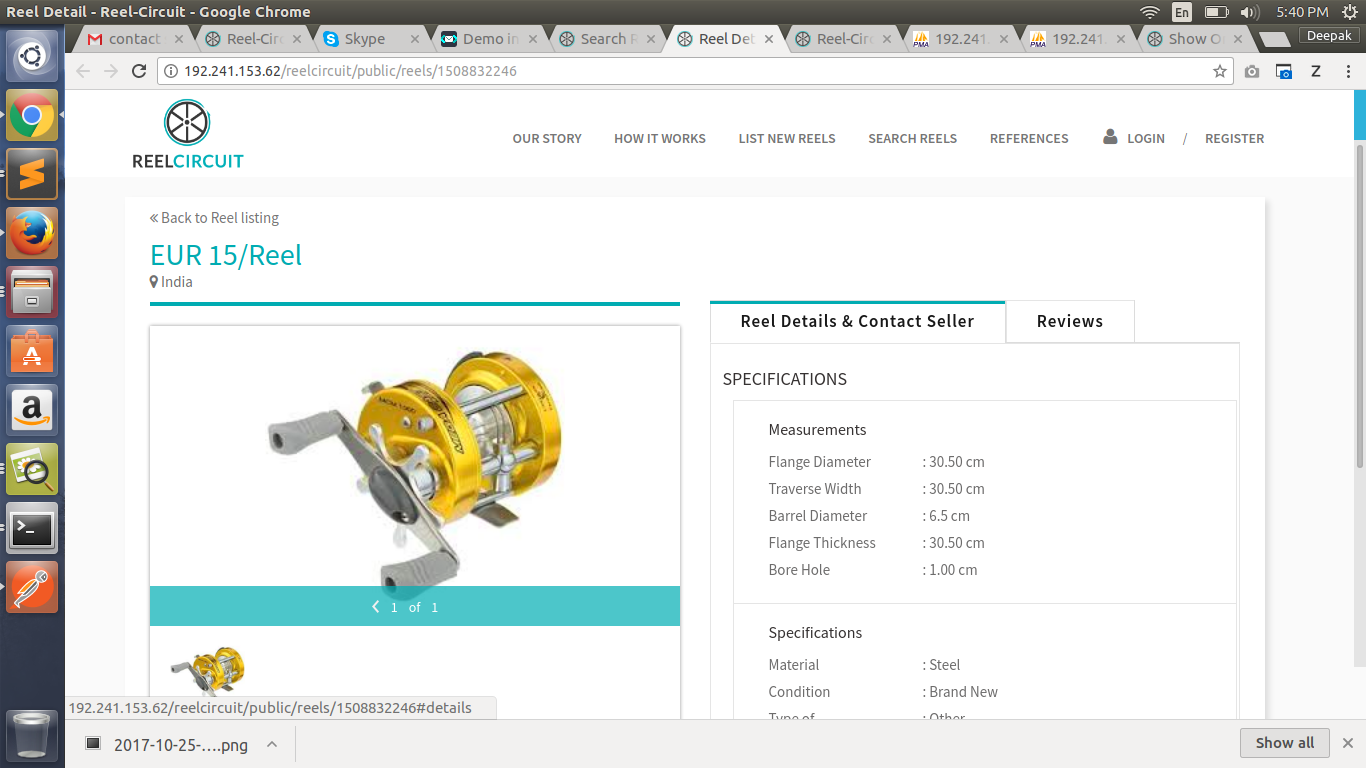 Reel Detail - Reel-Circuit - Google Chrome
En
5:40 PM
contact
Reel-Circ
Skype
Demo in
Search R
Reel Det
Reel-Circ
192.241.
192.241.
Show O
Deepak
192.241.153.62/reelcircuit/public/reels/1508832246
Z
REELCIRCUIT
OUR STORY
HOW IT WORKS
LIST NEW REELS
SEARCH REELS
REFERENCES
LOGIN / REGISTER
« Back to Reel listing
EUR 15/Reel
India
Reel Details & Contact Seller
Reviews
SPECIFICATIONS
Measurements
Flange Diameter : 30.50 cm
Traverse Width : 30.50 cm
Barrel Diameter : 6.5 cm
Flange Thickness : 30.50 cm
Bore Hole : 1.00 cm
1 of 1
Specifications
Material : Steel
Condition : Brand New
Type of : Other
192.241.153.62/reelcircuit/public/reels/1508832246#details
2017-10-25-....png
Show all